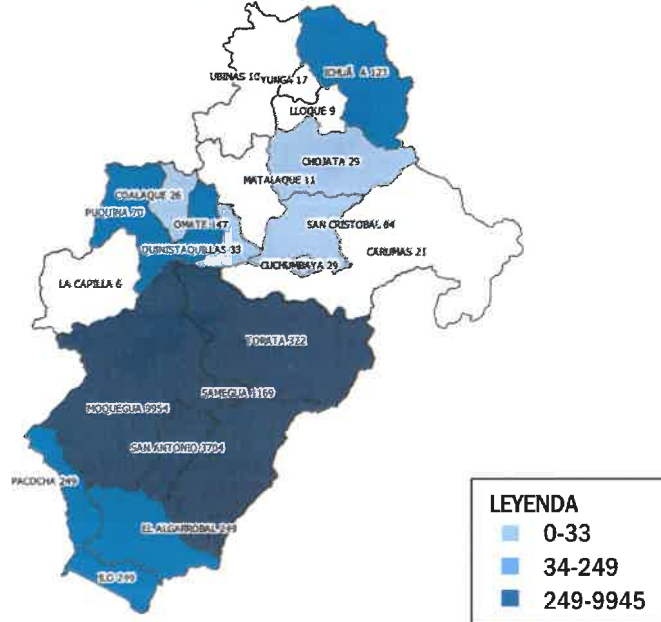 UBINAS 10
YUNGA 17
ICHUÃ A 123
LLOQUE 9
CHOJATA 29
MATALAQUE 11
COALAQUE 26
PUQUINA 70
OMATE 147
SAN CRISTOBAL 64
QUINISTAQUILLAS 33
CUCHUMBAYA 29
CARUMAS 21
LA CAPILLA 6
TORATA 322
SAMEGUA 1169
MOQUEGUA 9954
SAN ANTONIO 3704
PACOCHA 249
EL ALGARROBAL 249
ILO 249
LEYENDA
0-33
34-249
249-9945